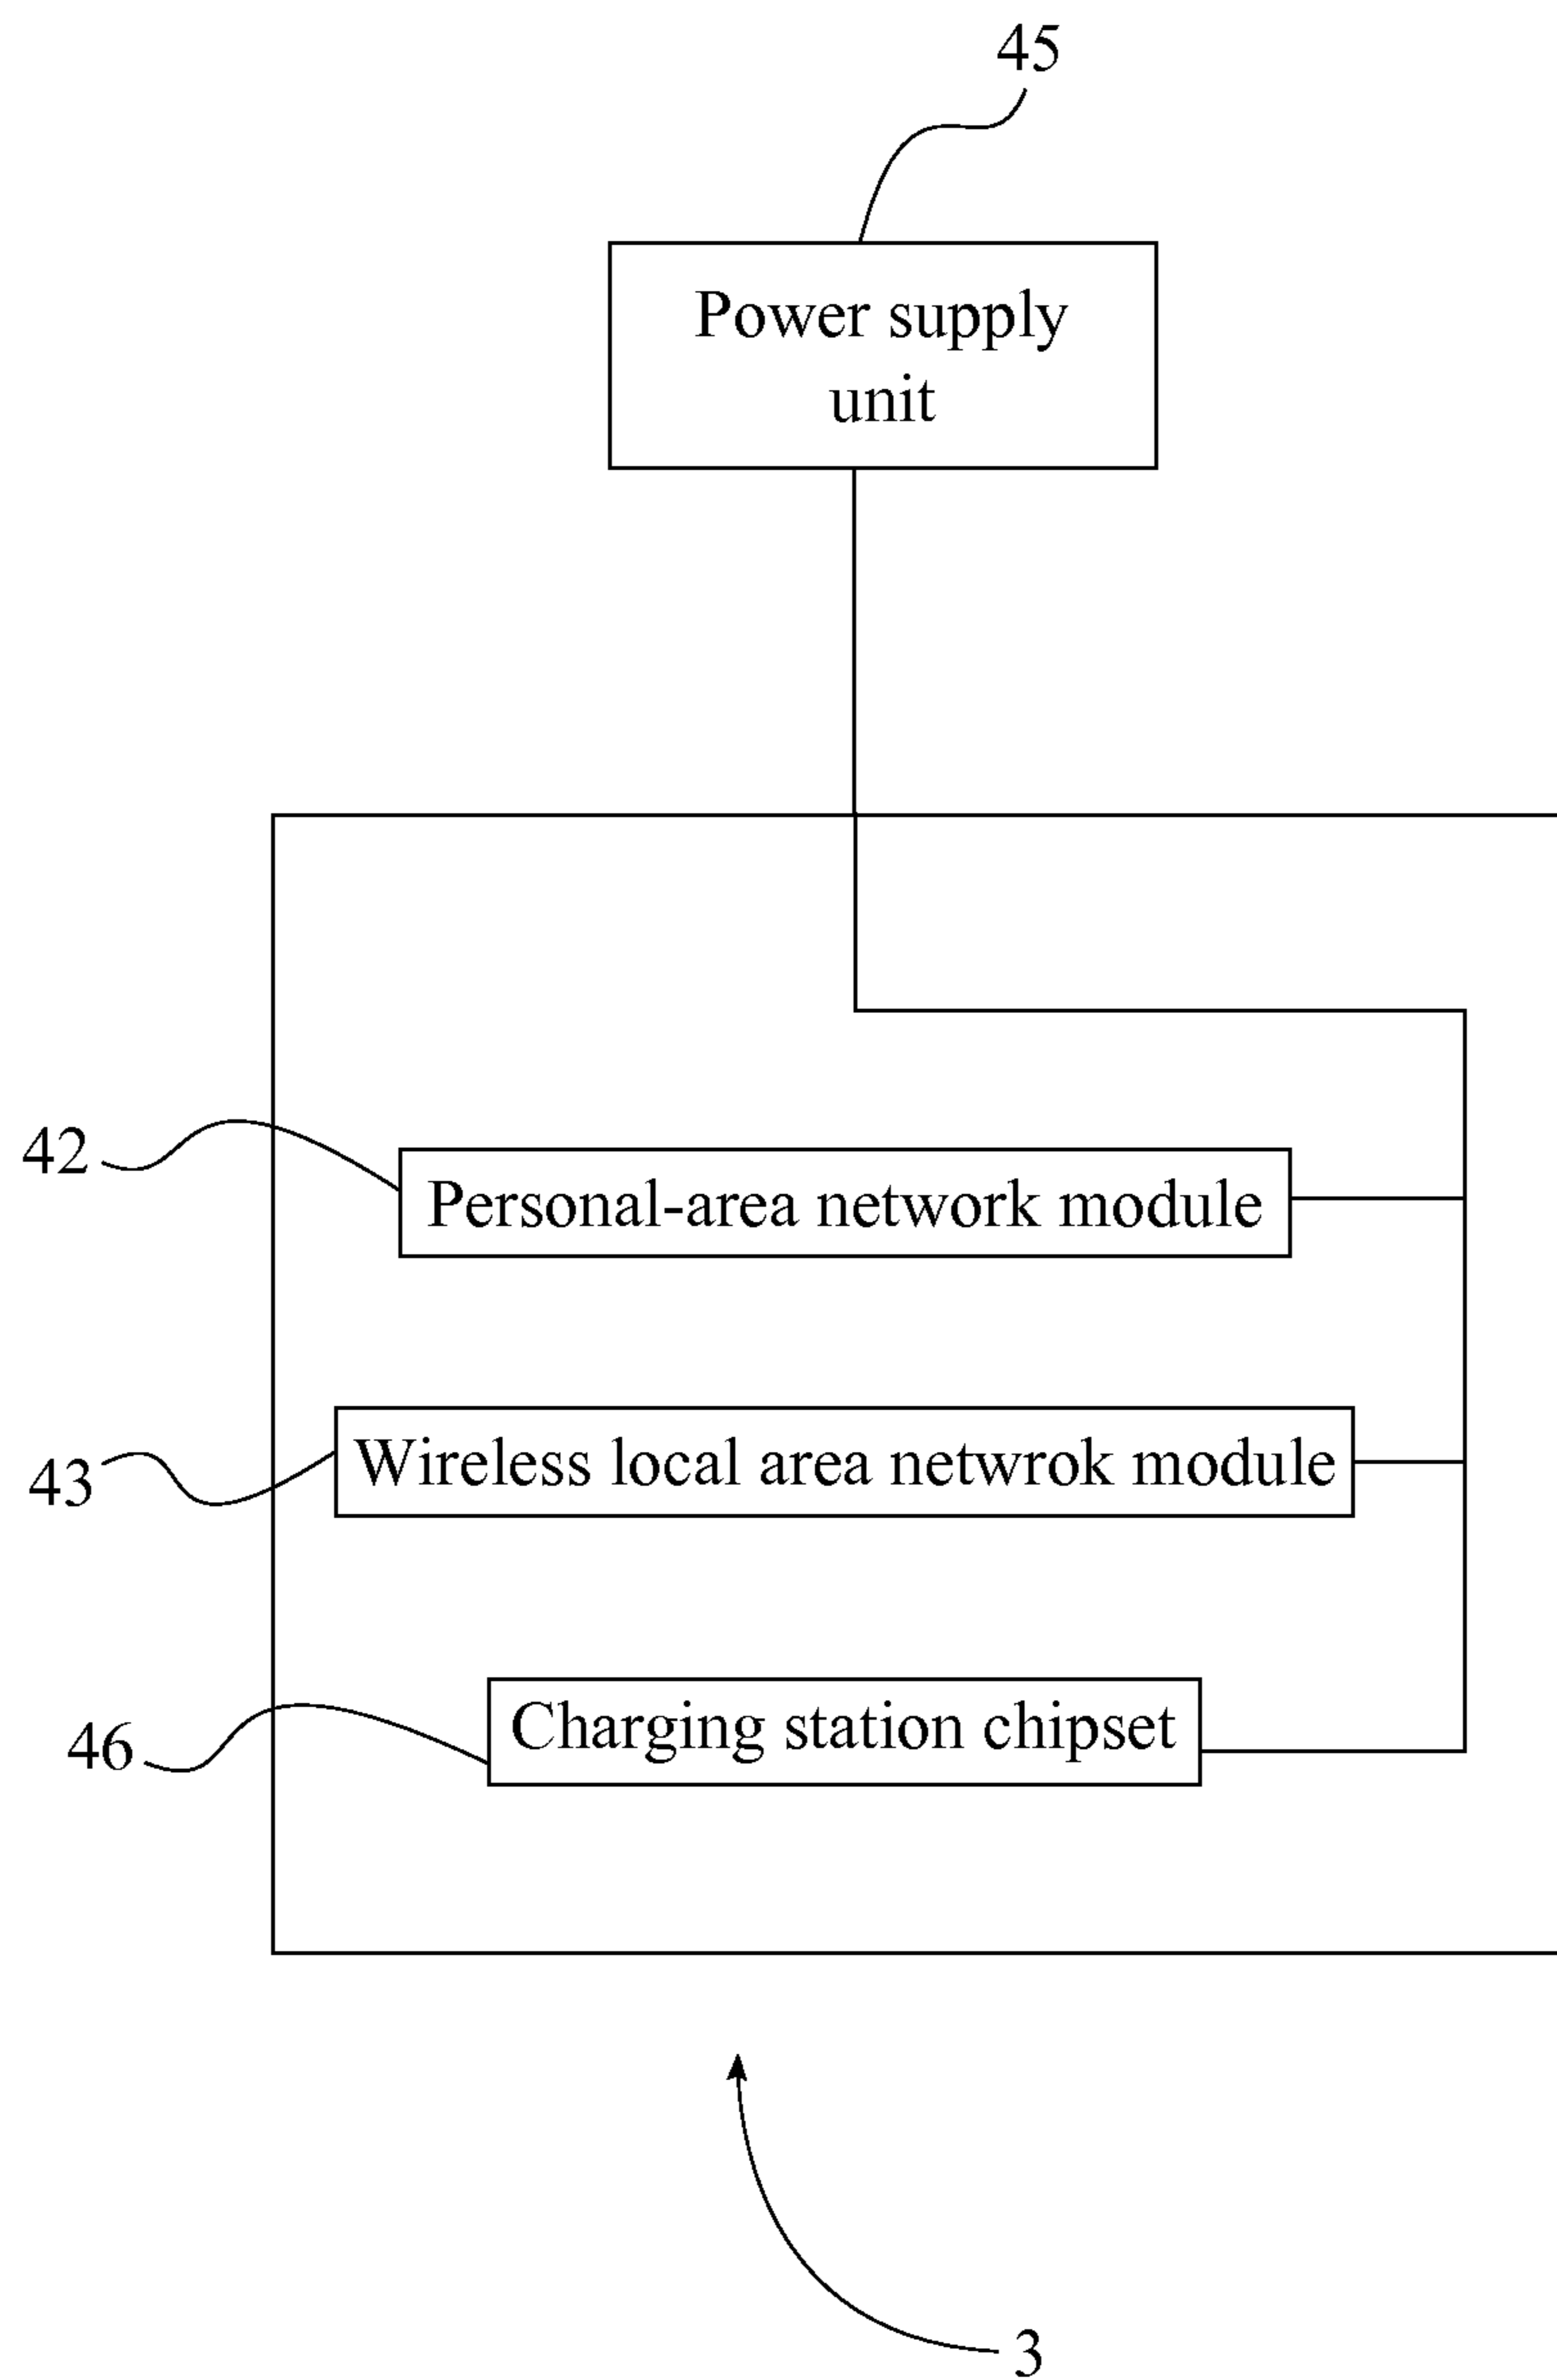 45
Power supply
unit
42
Personal-area network module
Wireless local area netwrok module
43
Charging station chipset
46
3